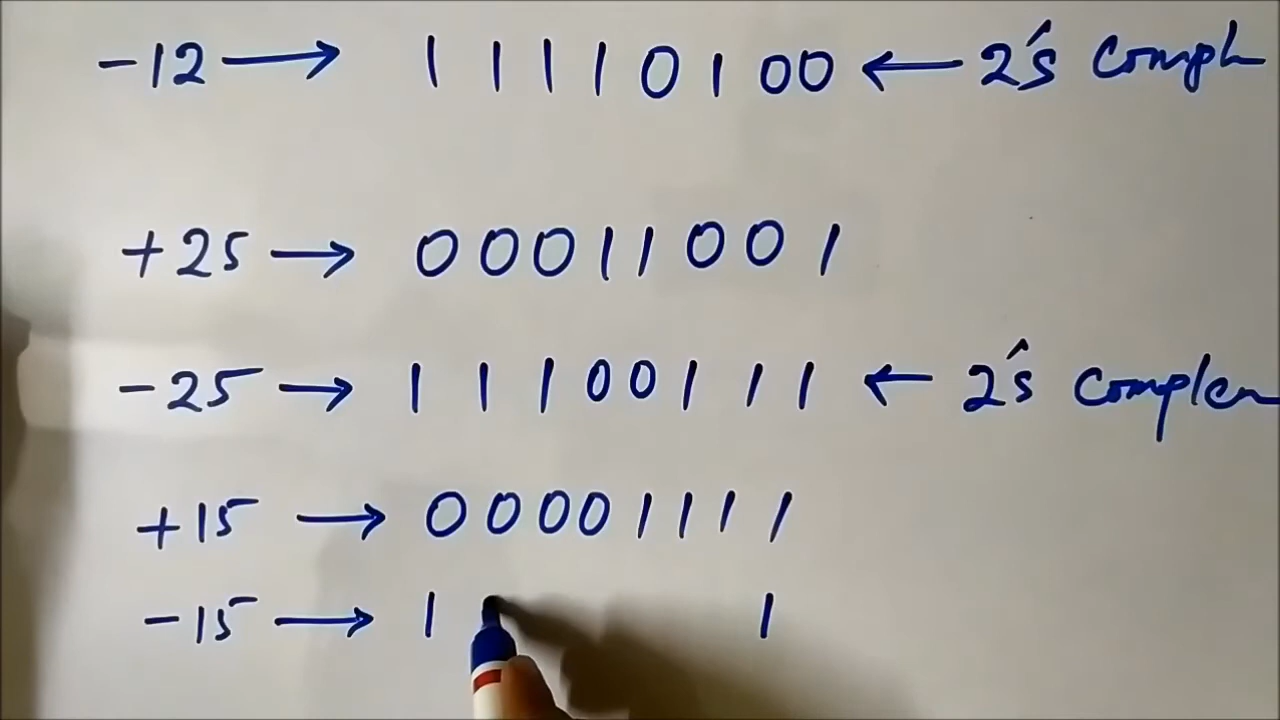 -12 → 11110100 ← 2's compl
+25 → 00011001
-25 → 11100111 ← 2's complem
+15 → 00001111
-15 → 1 1